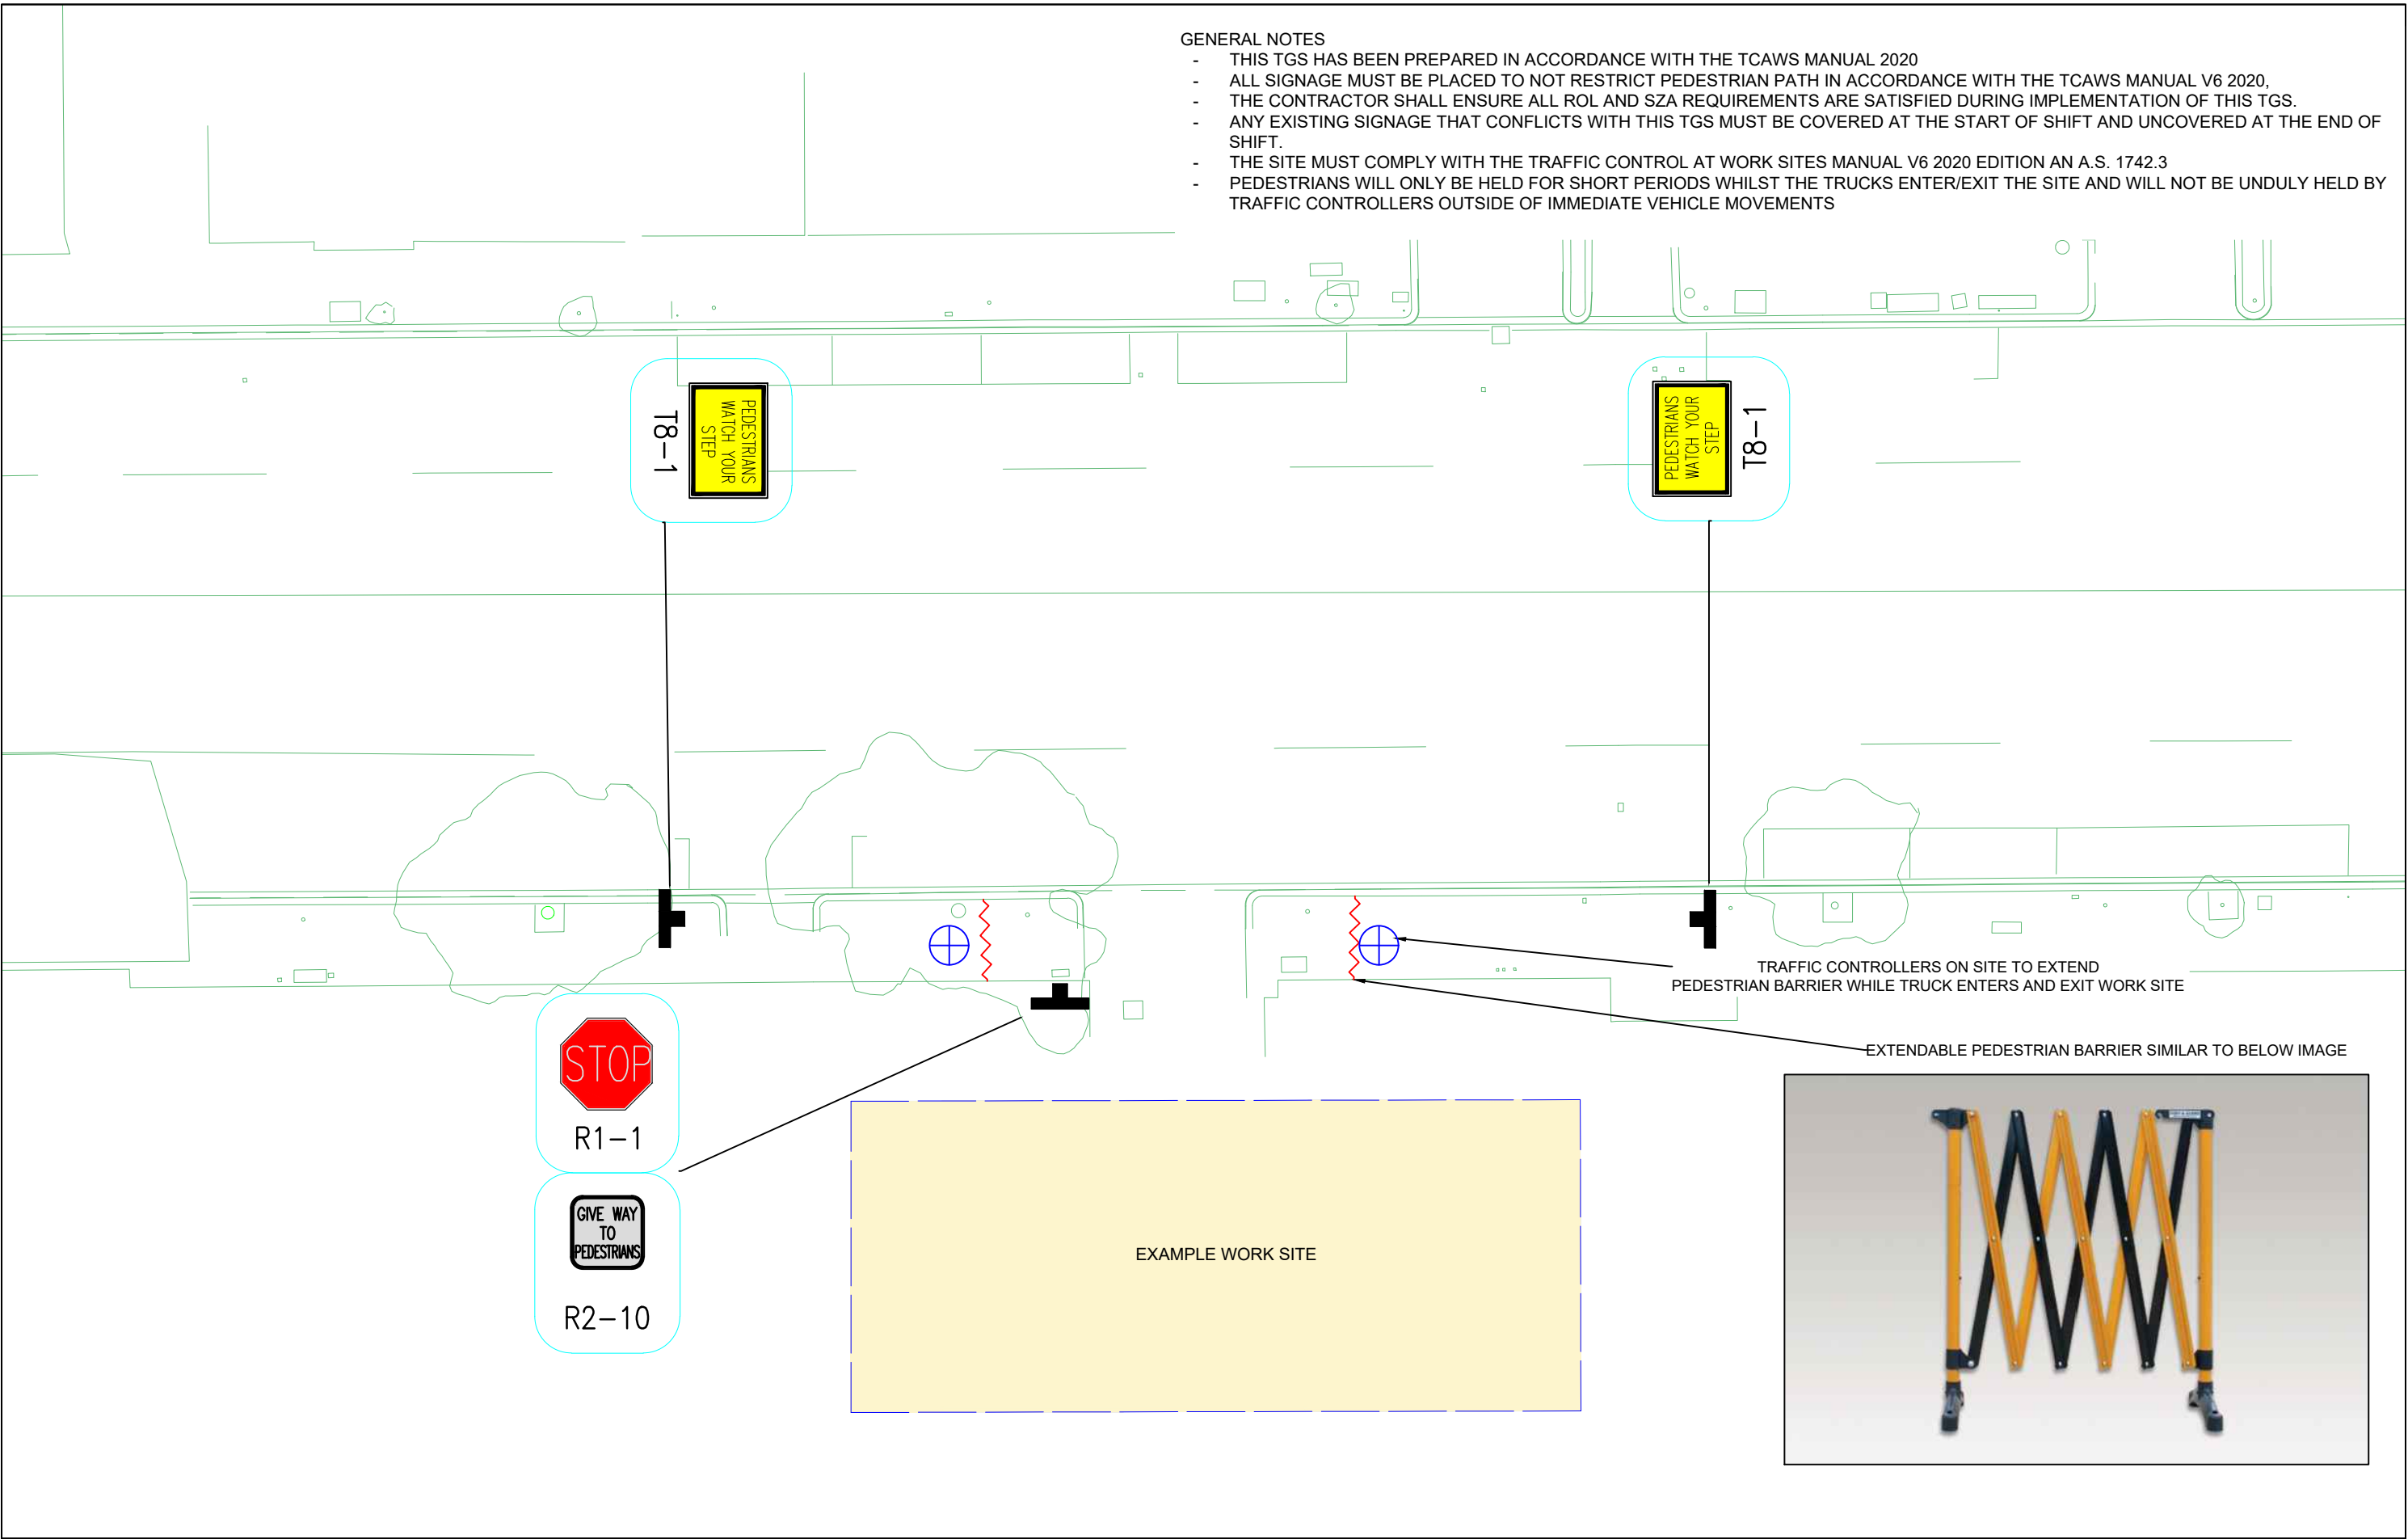 GENERAL NOTES
- THIS TGS HAS BEEN PREPARED IN ACCORDANCE WITH THE TCAWS MANUAL 2020
- ALL SIGNAGE MUST BE PLACED TO NOT RESTRICT PEDESTRIAN PATH IN ACCORDANCE WITH THE TCAWS MANUAL V6 2020,
- THE CONTRACTOR SHALL ENSURE ALL ROL AND SZA REQUIREMENTS ARE SATISFIED DURING IMPLEMENTATION OF THIS TGS.
- ANY EXISTING SIGNAGE THAT CONFLICTS WITH THIS TGS MUST BE COVERED AT THE START OF SHIFT AND UNCOVERED AT THE END OF
SHIFT.
- THE SITE MUST COMPLY WITH THE TRAFFIC CONTROL AT WORK SITES MANUAL V6 2020 EDITION AN A.S. 1742.3
- PEDESTRIANS WILL ONLY BE HELD FOR SHORT PERIODS WHILST THE TRUCKS ENTER/EXIT THE SITE AND WILL NOT BE UNDULY HELD BY
TRAFFIC CONTROLLERS OUTSIDE OF IMMEDIATE VEHICLE MOVEMENTS
PEDESTRIANS
WATCH YOUR
STEP
T8-1
PEDESTRIANS
WATCH YOUR
STEP
T8-1
TRAFFIC CONTROLLERS ON SITE TO EXTEND
PEDESTRIAN BARRIER WHILE TRUCK ENTERS AND EXIT WORK SITE
EXTENDABLE PEDESTRIAN BARRIER SIMILAR TO BELOW IMAGE
STOP
R1-1
GIVE WAY
TO
PEDESTRIANS
R2-10
EXAMPLE WORK SITE